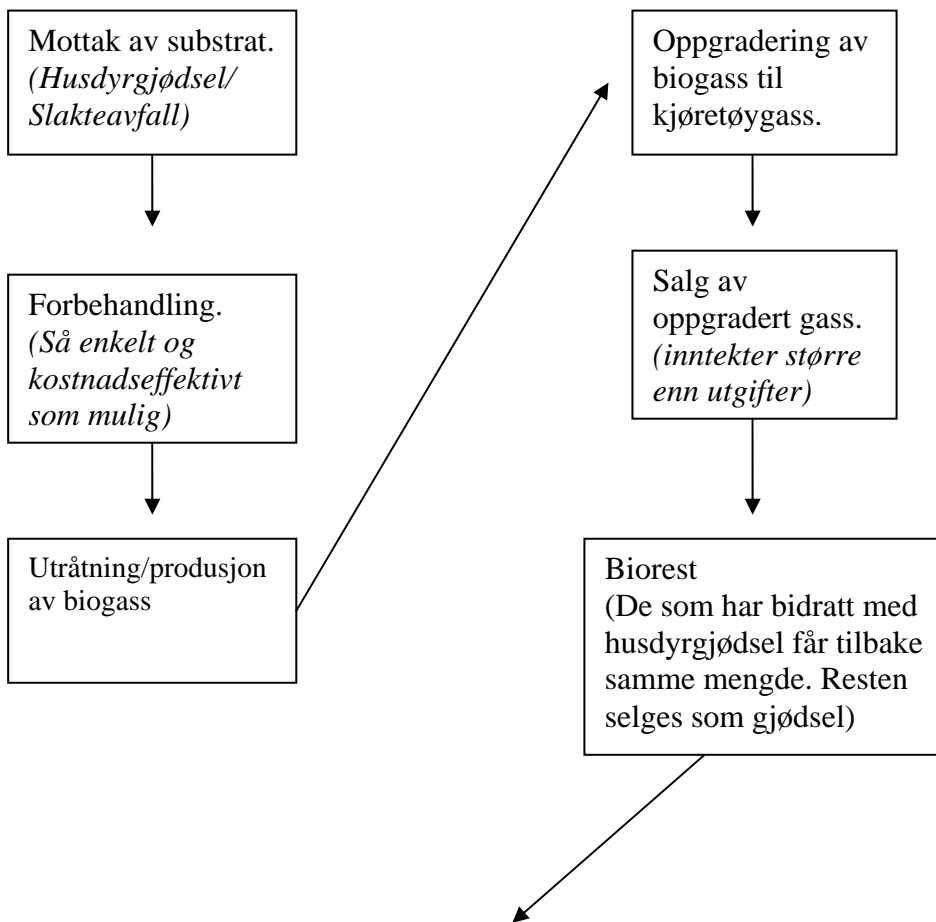 Mottak av substrat.
(Husdyrgjødsel/
Slakteavfall)
Forbehandling.
(Så enkelt og
kostnadseffektivt
som mulig)
Utråtning/produsjon
av biogass
Oppgradering av
biogass til
kjøretøygass.
Salg av
oppgradert gass.
(inntekter større
enn utgifter)
Biorest
(De som har bidratt med
husdyrgjødsel får tilbake
samme mengde. Resten
selges som gjødsel)